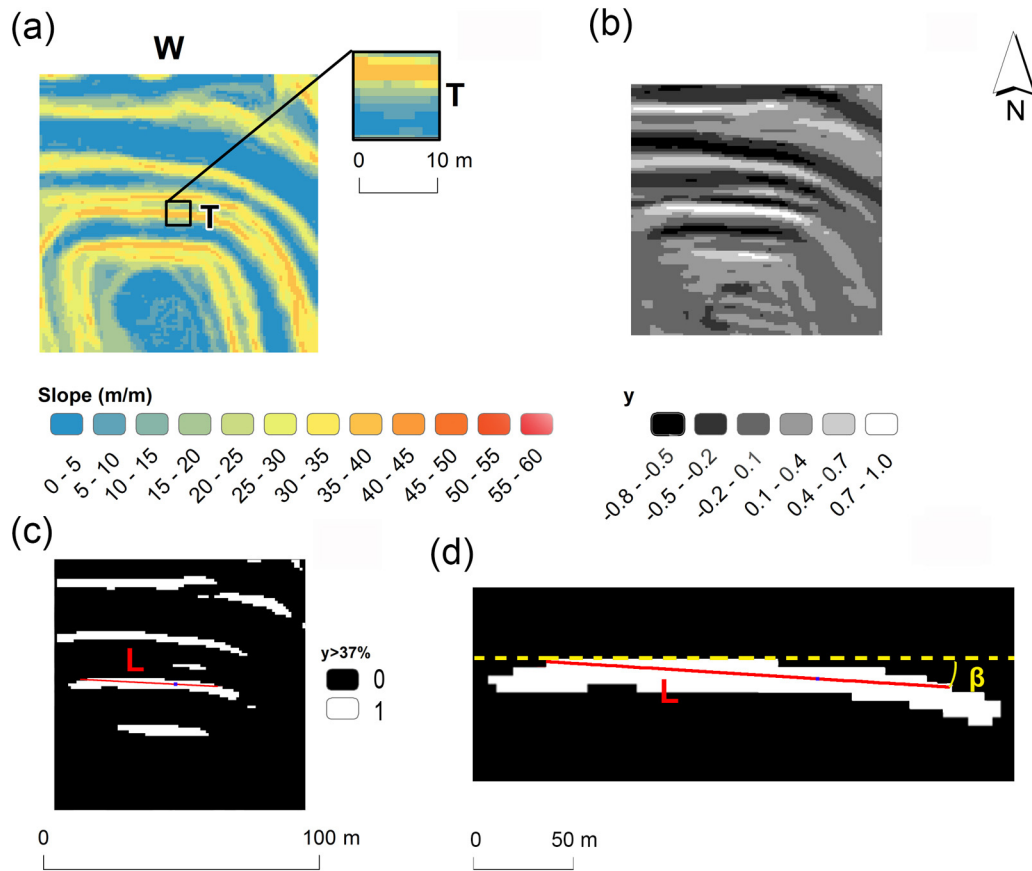 (a)
W
T
0 10 m
T
(b)
N
Slope (m/m)
0 - 5
5 - 10
10 - 15
15 - 20
20 - 25
25 - 30
30 - 35
35 - 40
40 - 45
45 - 50
50 - 55
55 - 60
y
-0.8 - -0.5
-0.5 - -0.2
-0.2 - 0.1
0.1 - 0.4
0.4 - 0.7
0.7 - 1.0
(c)
L
y>37%
0
1
0 100 m
(d)
L
β
0 50 m